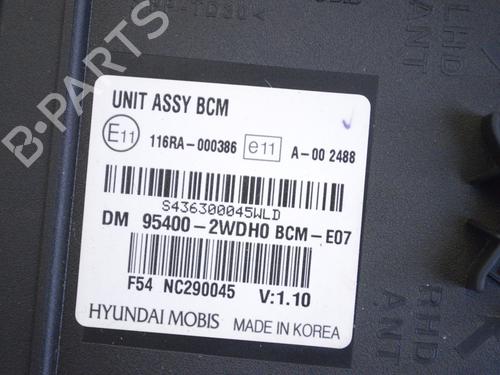 LHD
ANT
UNIT ASSY BCM
E11 116RA-000386 e11 A-00 2488
S436300045WLD
DM 95400-2WDH0 BCM-E07
F54 NC290045 V:1.10
HYUNDAI MOBIS MADE IN KOREA
RHD
ANT
B-PARTS